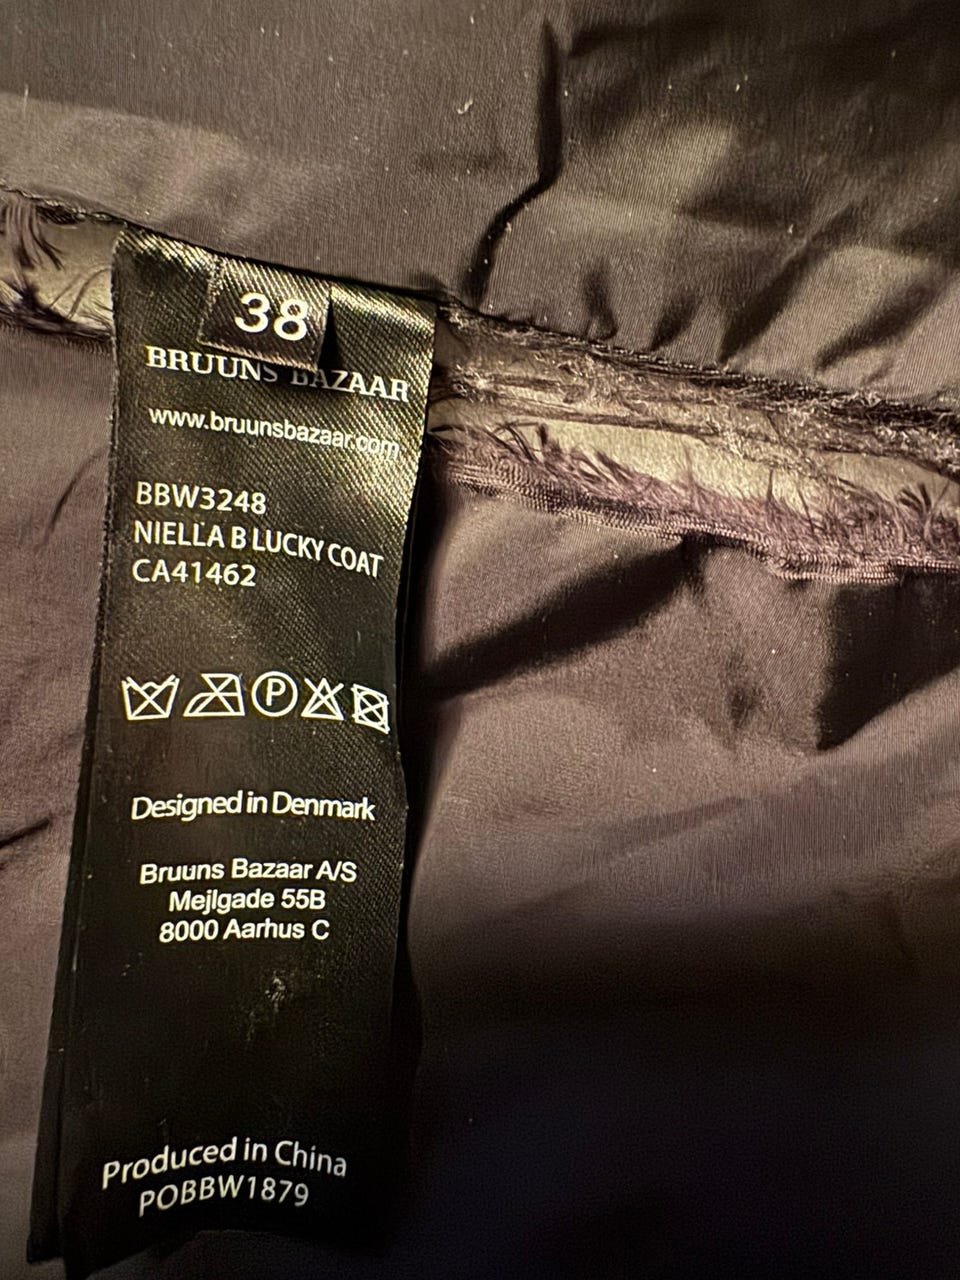 38
BRUUNS BAZAAR
www.bruunsbazaar.com
BBW3248
NIELLA B LUCKY COAT
CA41462
P
Designed in Denmark
Bruuns Bazaar A/S
Mejlgade 55B
8000 Aarhus C
Produced in China
POBBW1879